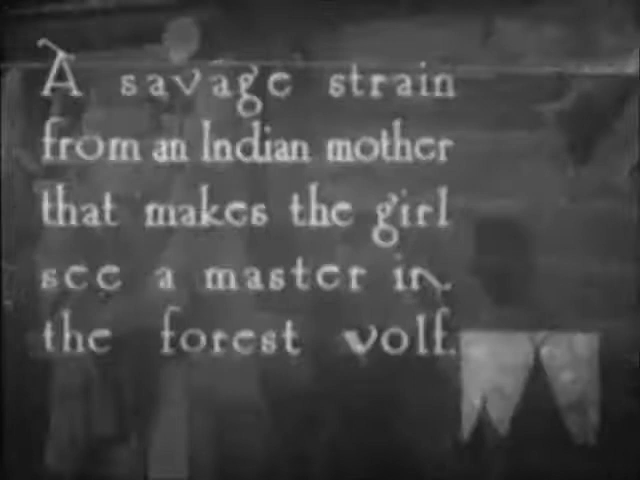 A savage strain
from an Indian mother
that makes the girl
see a master in
the forest wolf.